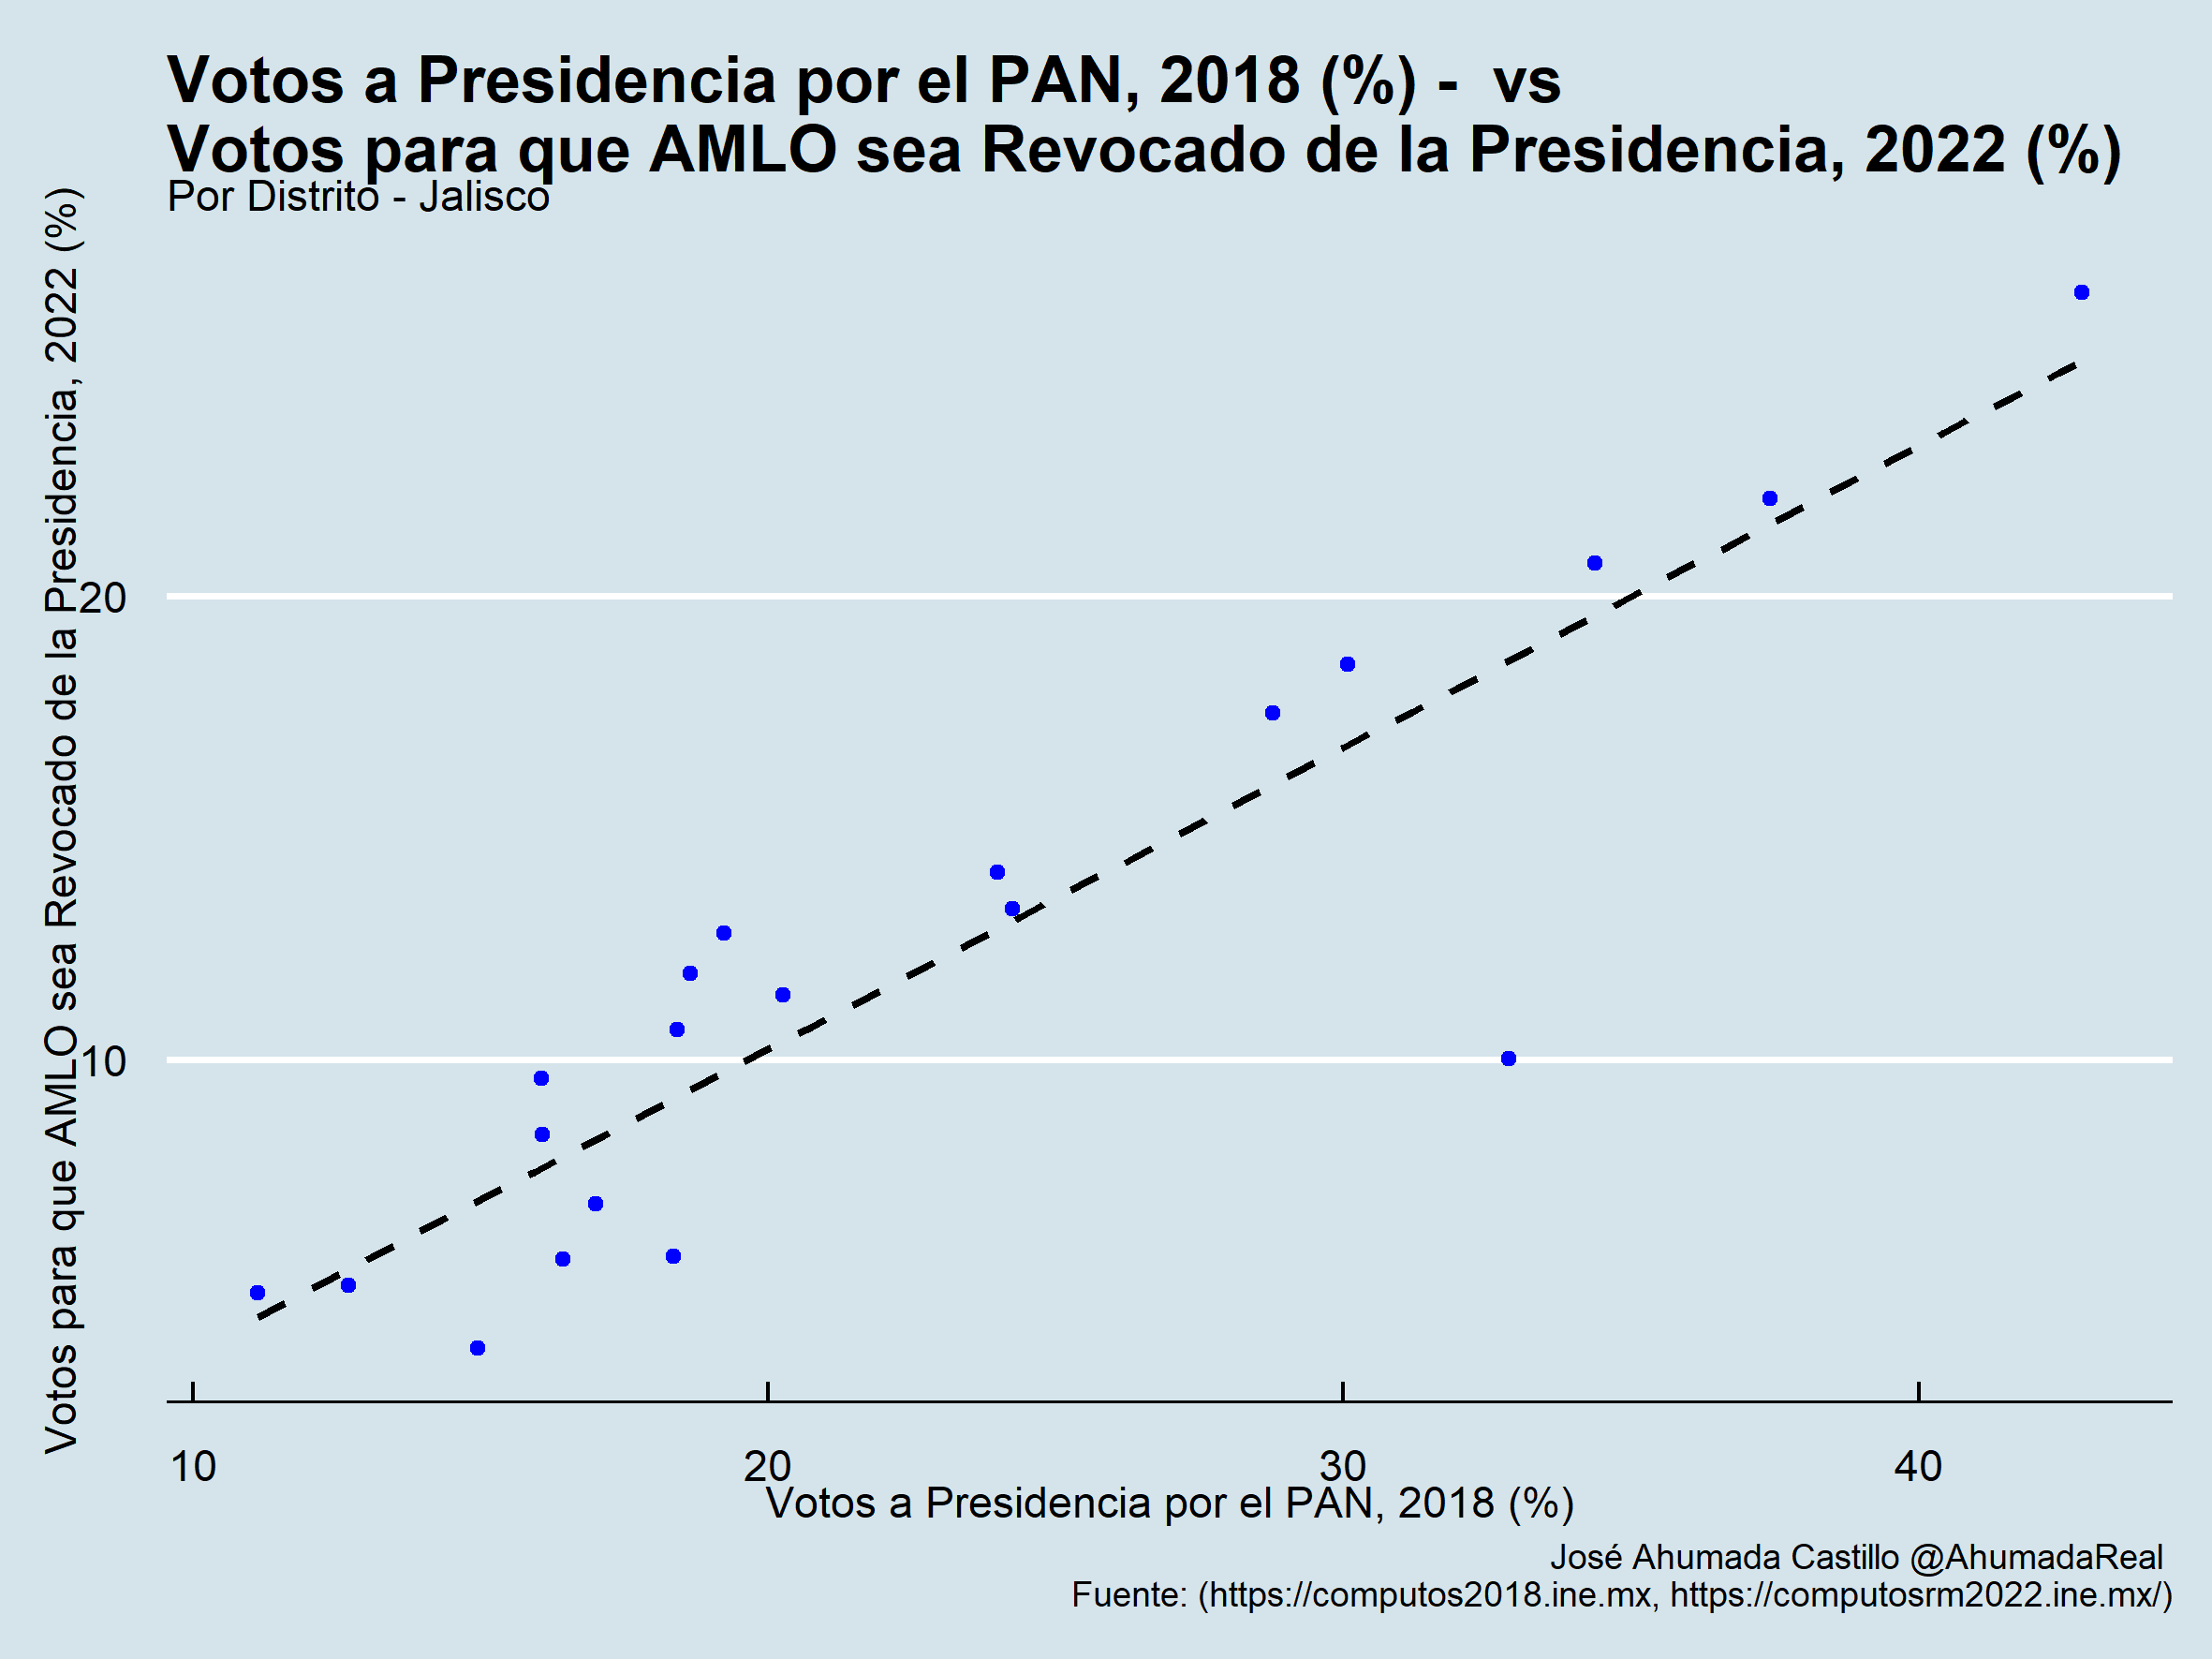 Votos a Presidencia por el PAN, 2018 (%) -  vs
Votos para que AMLO sea Revocado de la Presidencia, 2022 (%)
Por Distrito - Jalisco
Votos para que AMLO sea Revocado de la Presidencia, 2022 (%)
20
10
10 20 30 40
Votos a Presidencia por el PAN, 2018 (%)
José Ahumada Castillo @AhumadaReal
Fuente: (https://computos2018.ine.mx, https://computosrm2022.ine.mx/)